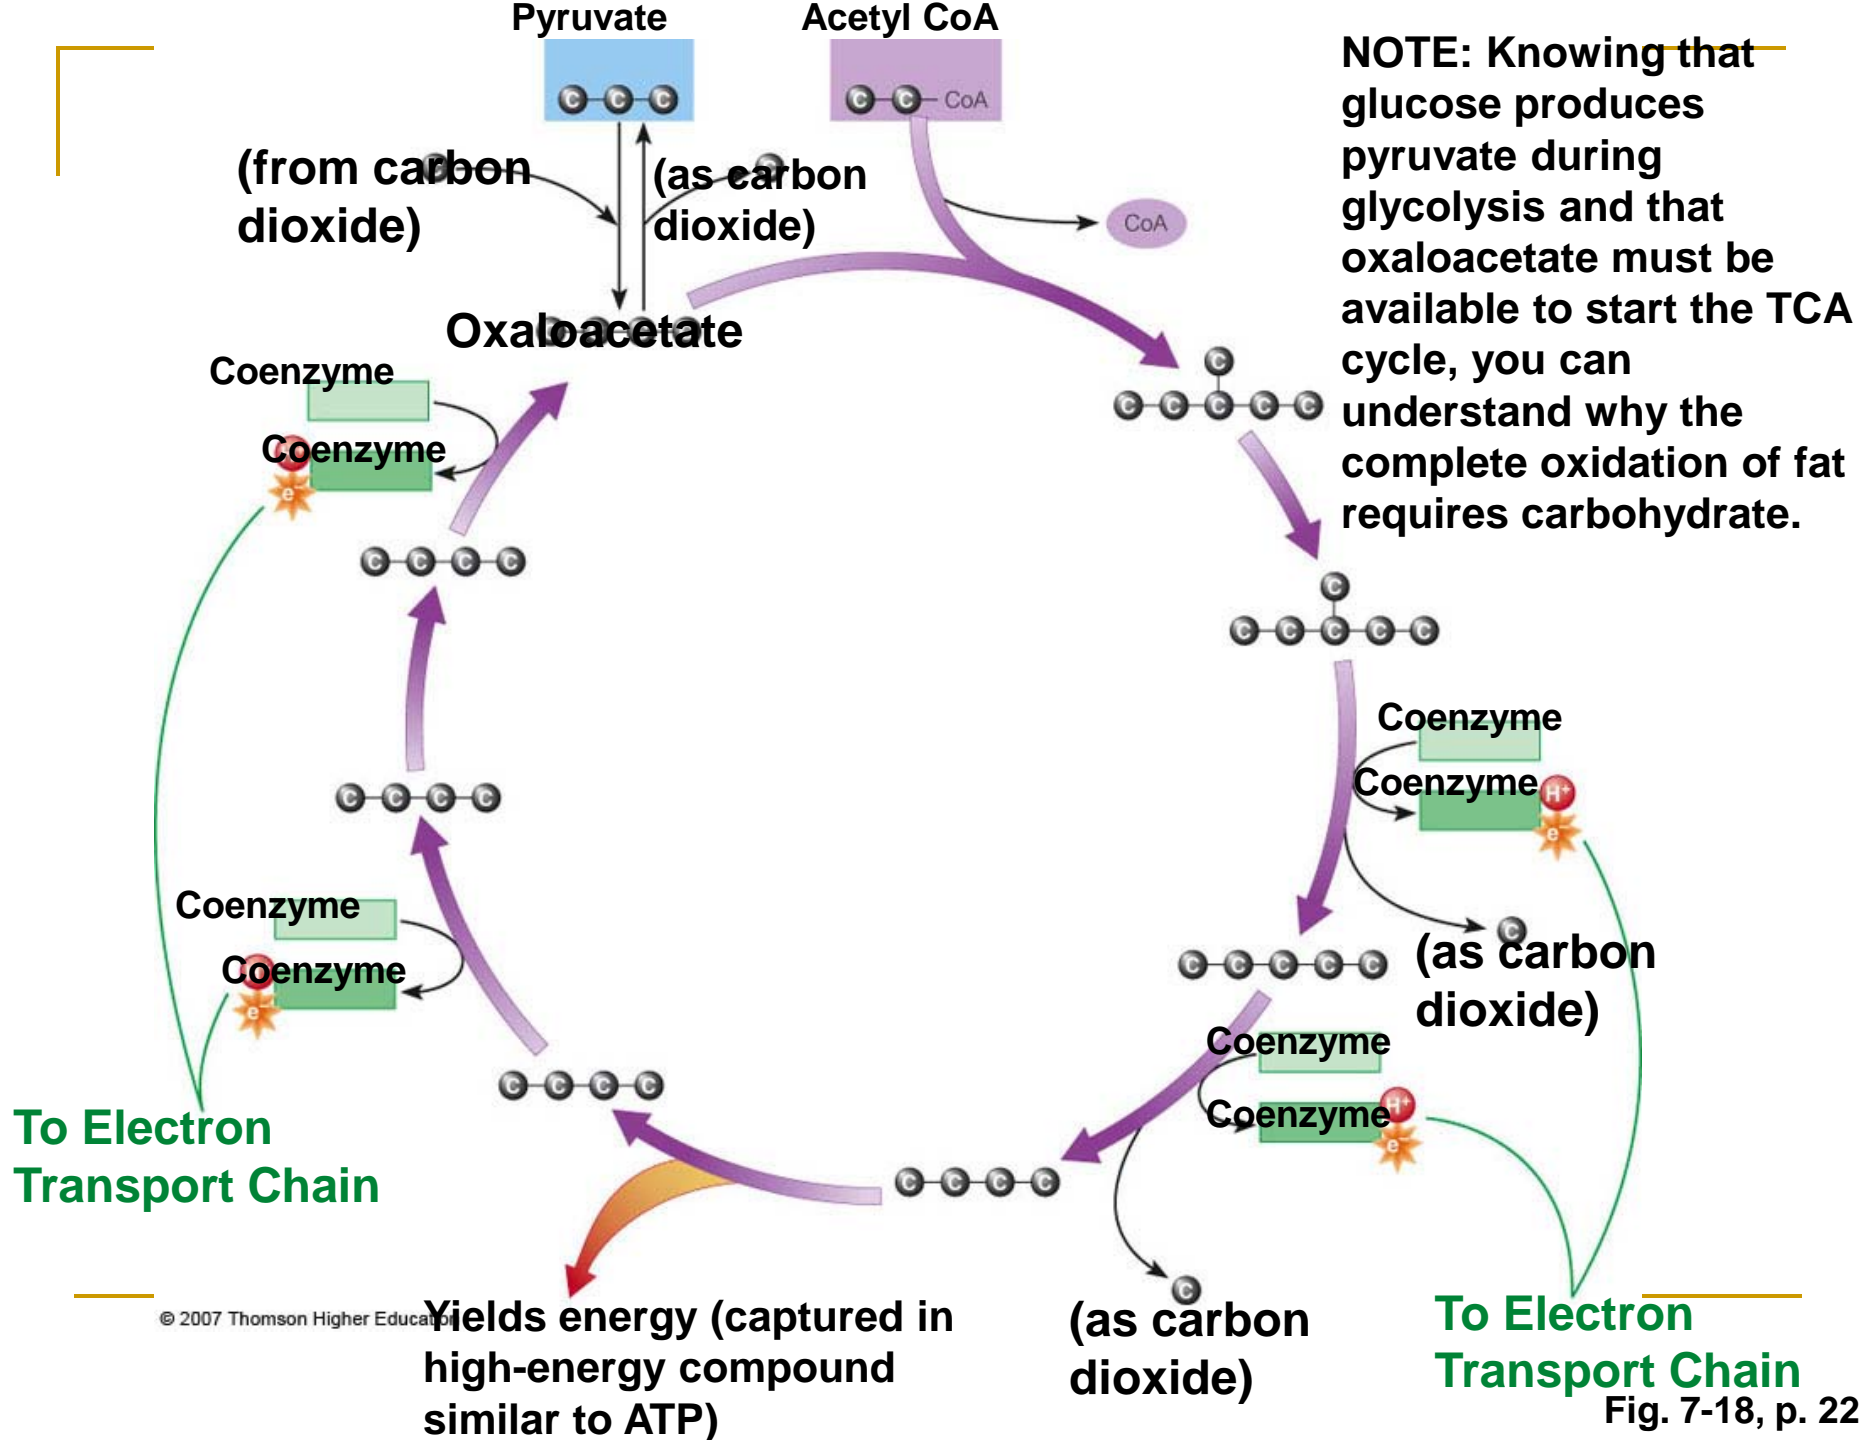 Pyruvate
Acetyl CoA
C C C
C C CoA
NOTE: Knowing that
glucose produces
pyruvate during
glycolysis and that
oxaloacetate must be
available to start the TCA
cycle, you can
understand why the
complete oxidation of fat
requires carbohydrate.
(from carbon
dioxide)
(as carbon
dioxide)
CoA
Oxaloacetate
C
C C C C C
Coenzyme
Coenzyme
e-
C C C C
C
C C C C C
Coenzyme
Coenzyme
H+
e-
C C C C
C
(as carbon
dioxide)
C C C C C
Coenzyme
Coenzyme
e-
Coenzyme
Coenzyme
H+
e-
C C C C
C C C C
To Electron
Transport Chain
C
(as carbon
dioxide)
Yields energy (captured in
high-energy compound
similar to ATP)
To Electron
Transport Chain
© 2007 Thomson Higher Education
Fig. 7-18, p. 22